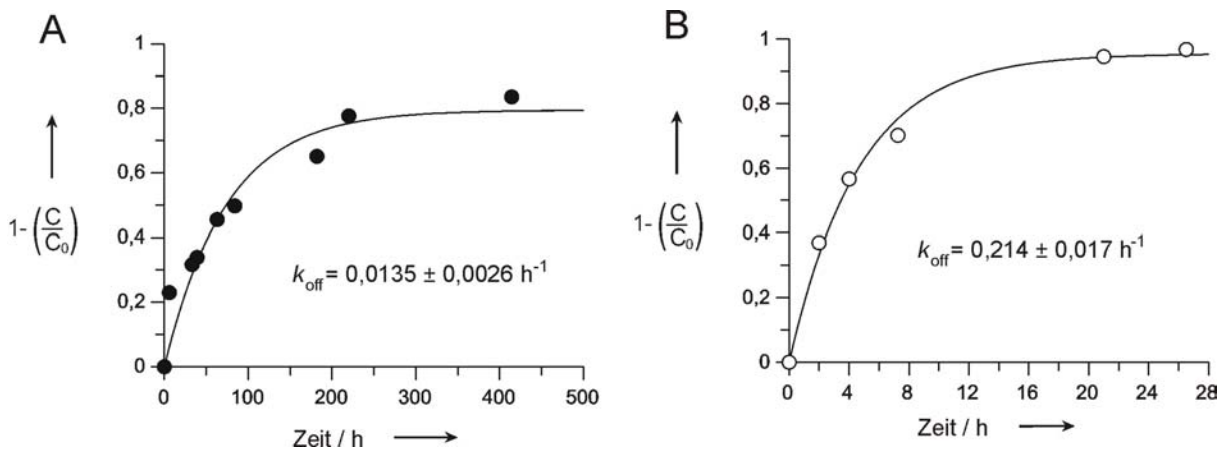 A
1
0,8
0,6
0,4
0,2
0
1-(C/C₀)
k_off = 0,0135 ± 0,0026 h⁻¹
0 100 200 300 400 500
Zeit / h
B
1
0,8
0,6
0,4
0,2
0
1-(C/C₀)
k_off = 0,214 ± 0,017 h⁻¹
0 4 8 12 16 20 24 28
Zeit / h